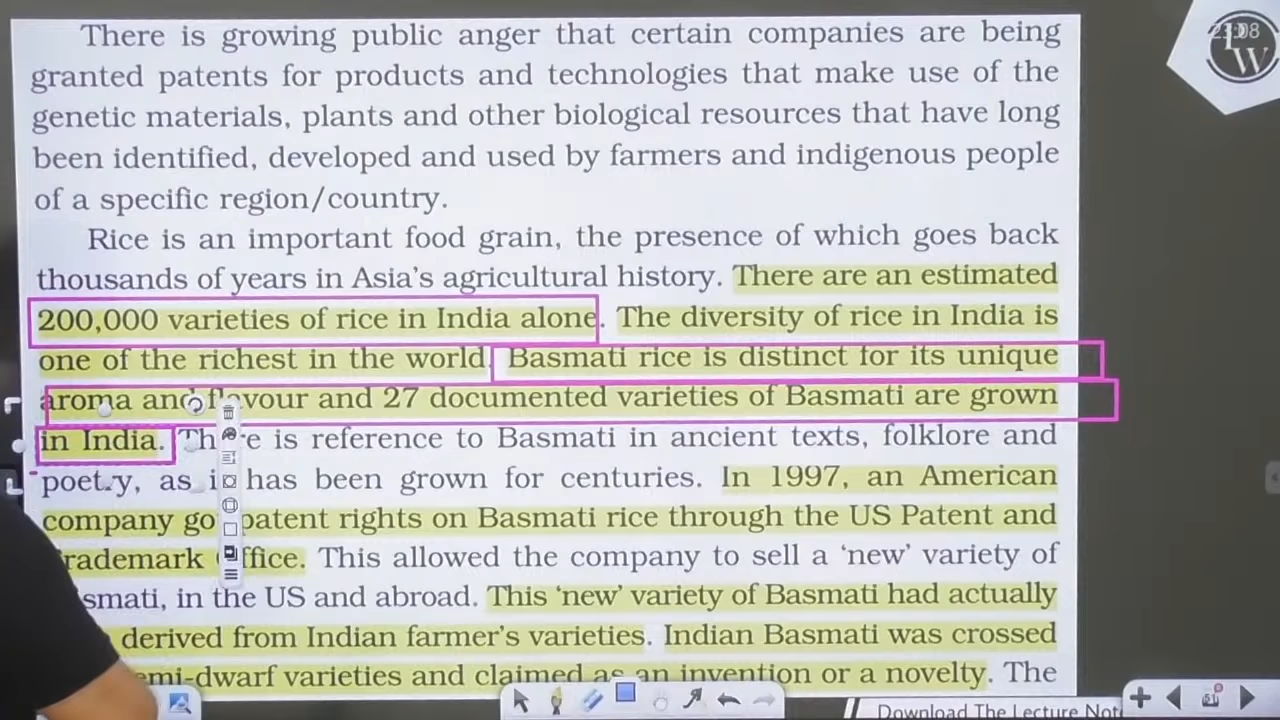 There is growing public anger that certain companies are being
granted patents for products and technologies that make use of the
genetic materials, plants and other biological resources that have long
been identified, developed and used by farmers and indigenous people
of a specific region/country.
Rice is an important food grain, the presence of which goes back
thousands of years in Asia's agricultural history. There are an estimated
200,000 varieties of rice in India alone. The diversity of rice in India is
one of the richest in the world. Basmati rice is distinct for its unique
aroma and flavour and 27 documented varieties of Basmati are grown
in India. There is reference to Basmati in ancient texts, folklore and
poetry, as it has been grown for centuries. In 1997, an American
company go patent rights on Basmati rice through the US Patent and
rademark ffice. This allowed the company to sell a ‘new’ variety of
smati, in the US and abroad. This ‘new’ variety of Basmati had actually
derived from Indian farmer's varieties. Indian Basmati was crossed
emi-dwarf varieties and claimed as an invention or a novelty. The
23:08
W
51
Download The Lecture Not